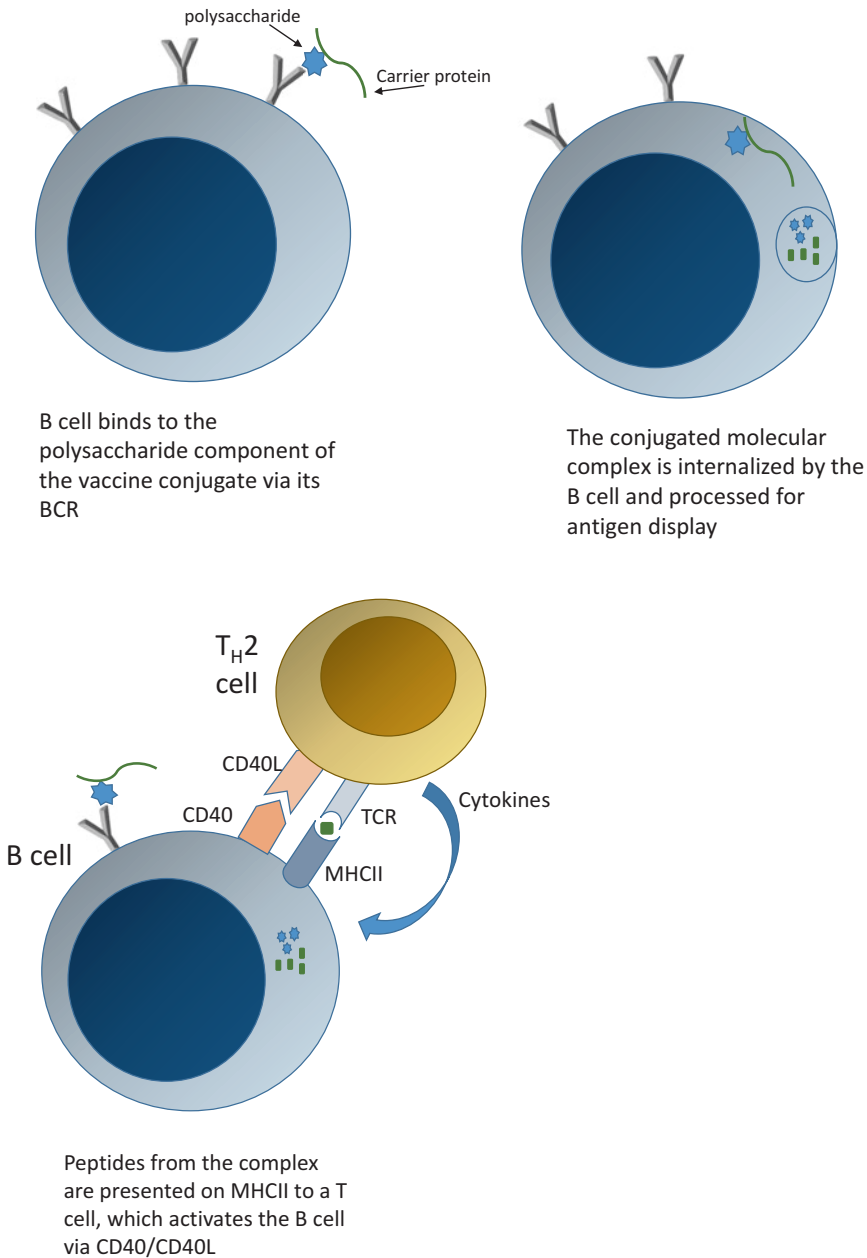 polysaccharide
Carrier protein
B cell binds to the
polysaccharide component of
the vaccine conjugate via its
BCR
The conjugated molecular
complex is internalized by the
B cell and processed for
antigen display
T_H2
cell
CD40L
CD40
TCR
Cytokines
B cell
MHCII
Peptides from the complex
are presented on MHCII to a T
cell, which activates the B cell
via CD40/CD40L